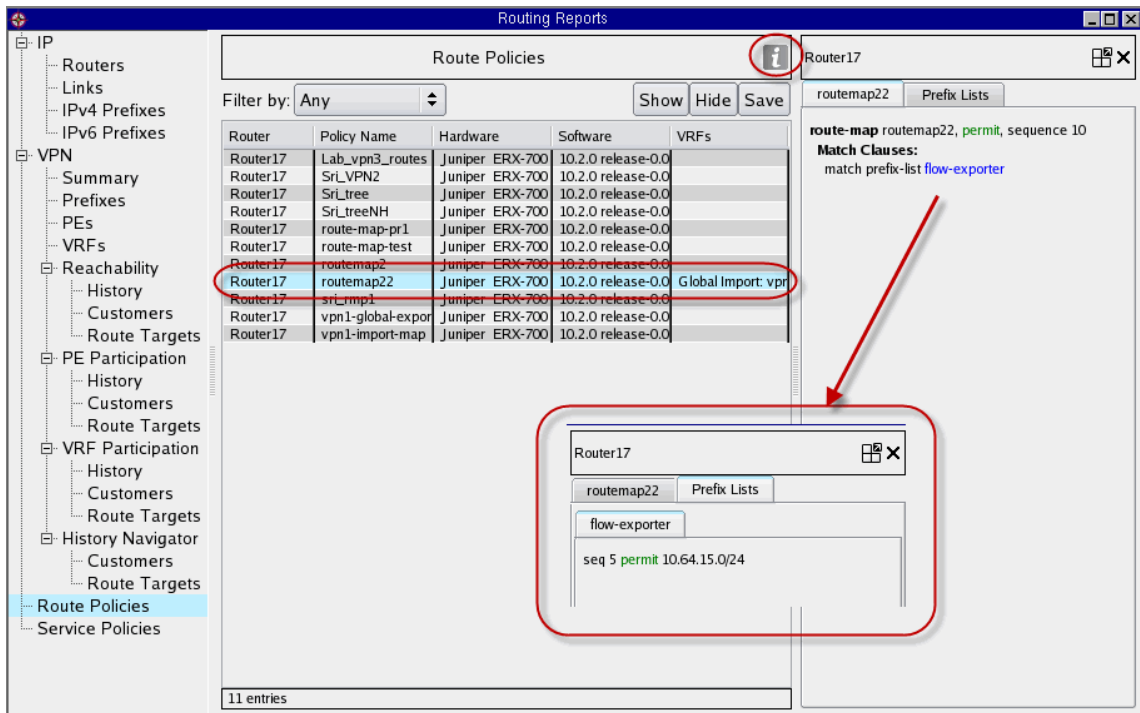 Routing Reports
IP
Routers
Links
IPv4 Prefixes
IPv6 Prefixes
VPN
Summary
Prefixes
PEs
VRFs
Reachability
History
Customers
Route Targets
PE Participation
History
Customers
Route Targets
VRF Participation
History
Customers
Route Targets
History Navigator
Customers
Route Targets
Route Policies
Service Policies
Route Policies i
Filter by: Any Show Hide Save
Router Policy Name Hardware Software VRFs
Router17 Lab_vpn3_routes Juniper ERX-700 10.2.0 release-0.0
Router17 Sri_VPN2 Juniper ERX-700 10.2.0 release-0.0
Router17 Sri_tree Juniper ERX-700 10.2.0 release-0.0
Router17 Sri_treeNH Juniper ERX-700 10.2.0 release-0.0
Router17 route-map-pr1 Juniper ERX-700 10.2.0 release-0.0
Router17 route-map-test Juniper ERX-700 10.2.0 release-0.0
Router17 routemap2 Juniper ERX-700 10.2.0 release-0.0
Router17 routemap22 Juniper ERX-700 10.2.0 release-0.0 Global Import: vpn
Router17 sri_rmp1 Juniper ERX-700 10.2.0 release-0.0
Router17 vpn1-global-expor Juniper ERX-700 10.2.0 release-0.0
Router17 vpn1-import-map Juniper ERX-700 10.2.0 release-0.0
11 entries
Router17
routemap22 Prefix Lists
route-map routemap22, permit, sequence 10
Match Clauses:
match prefix-list flow-exporter
Router17
routemap22 Prefix Lists
flow-exporter
seq 5 permit 10.64.15.0/24